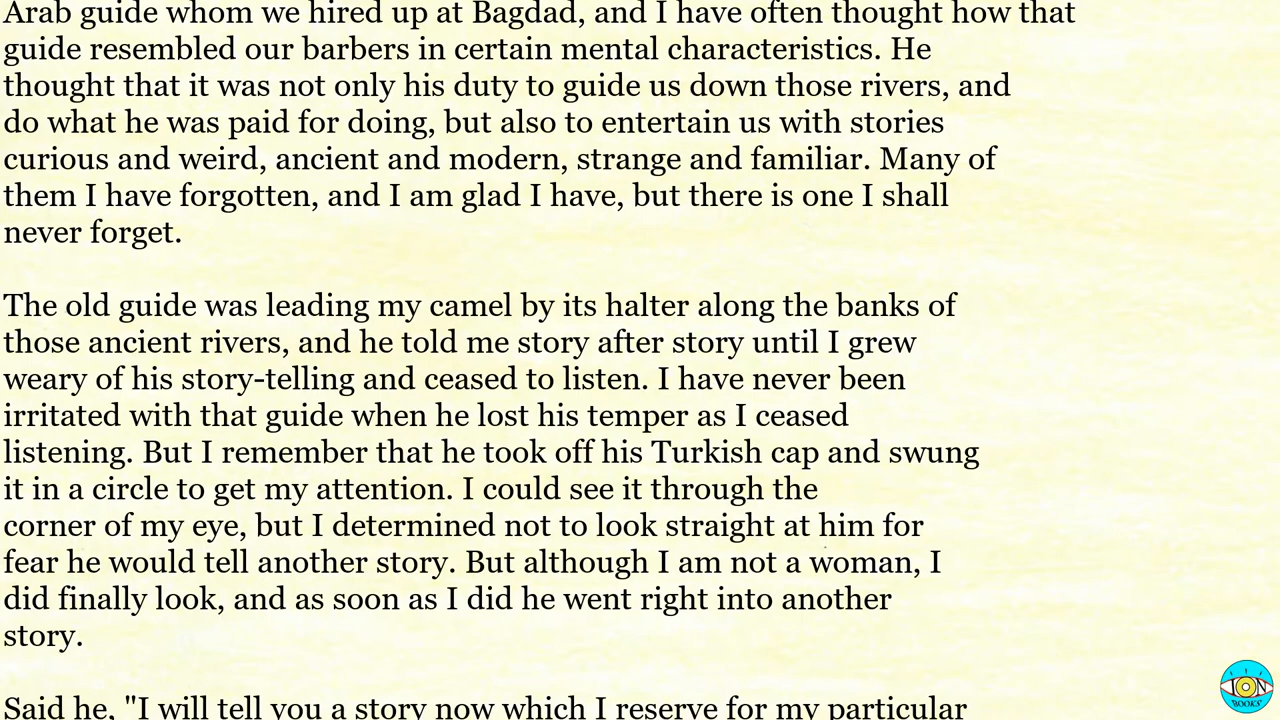 Arab guide whom we hired up at Bagdad, and I have often thought how that
guide resembled our barbers in certain mental characteristics. He
thought that it was not only his duty to guide us down those rivers, and
do what he was paid for doing, but also to entertain us with stories
curious and weird, ancient and modern, strange and familiar. Many of
them I have forgotten, and I am glad I have, but there is one I shall
never forget.
The old guide was leading my camel by its halter along the banks of
those ancient rivers, and he told me story after story until I grew
weary of his story-telling and ceased to listen. I have never been
irritated with that guide when he lost his temper as I ceased
listening. But I remember that he took off his Turkish cap and swung
it in a circle to get my attention. I could see it through the
corner of my eye, but I determined not to look straight at him for
fear he would tell another story. But although I am not a woman, I
did finally look, and as soon as I did he went right into another
story.
Said he, "I will tell you a story now which I reserve for my particular
ION
BOOKS